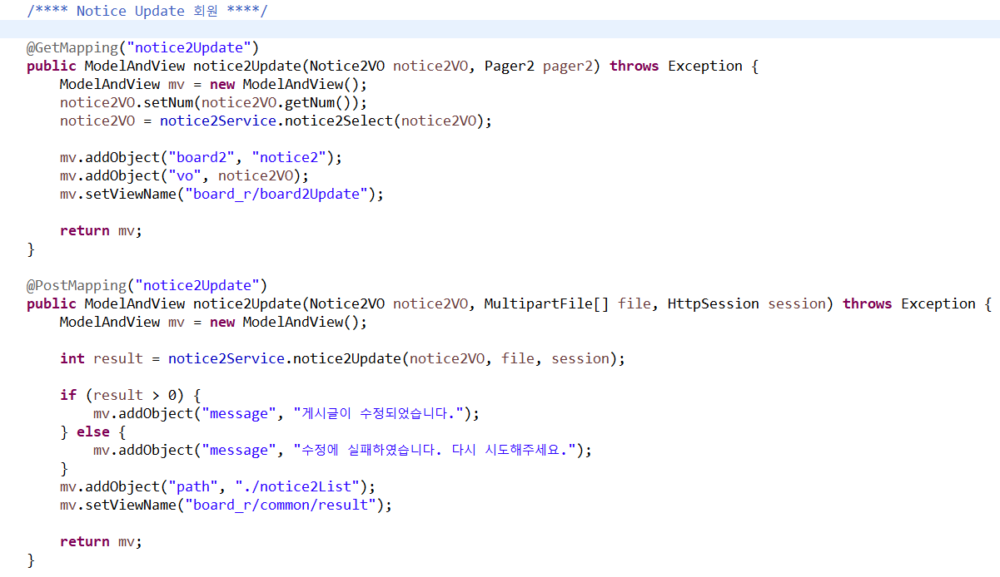 /**** Notice Update 회원 ****/
@GetMapping("notice2Update")
public ModelAndView notice2Update(Notice2VO notice2VO, Pager2 pager2) throws Exception {
ModelAndView mv = new ModelAndView();
notice2VO.setNum(notice2VO.getNum());
notice2VO = notice2Service.notice2Select(notice2VO);
mv.addObject("board2", "notice2");
mv.addObject("vo", notice2VO);
mv.setViewName("board_r/board2Update");
return mv;
}
@PostMapping("notice2Update")
public ModelAndView notice2Update(Notice2VO notice2VO, MultipartFile[] file, HttpSession session) throws Exception {
ModelAndView mv = new ModelAndView();
int result = notice2Service.notice2Update(notice2VO, file, session);
if (result > 0) {
mv.addObject("message", "게시글이 수정되었습니다.");
} else {
mv.addObject("message", "수정에 실패하였습니다. 다시 시도해주세요.");
}
mv.addObject("path", "./notice2List");
mv.setViewName("board_r/common/result");
return mv;
}